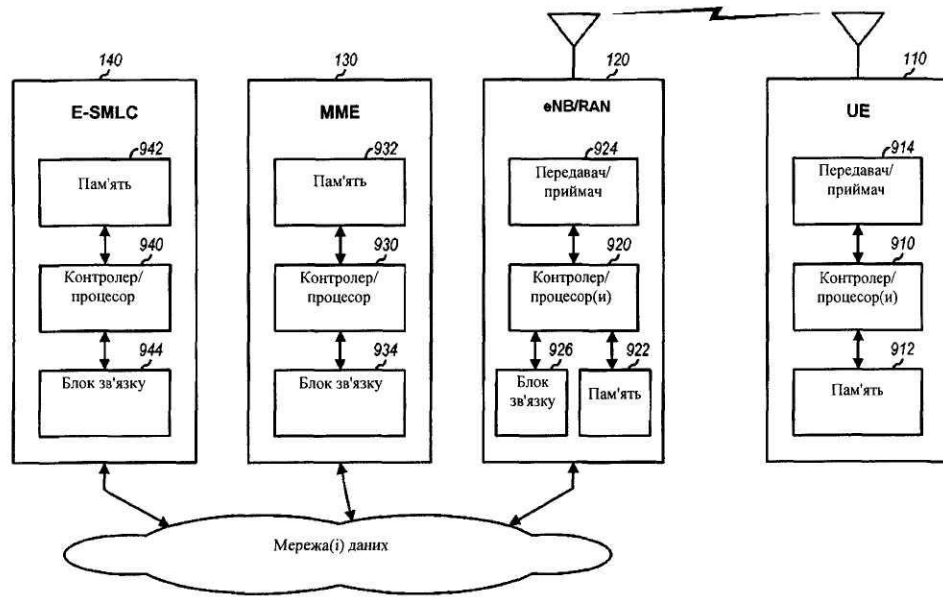 140
130
120
110
E-SMLC
MME
eNB/RAN
UE
942
932
924
914
Пам'ять
Пам'ять
Передавач/
приймач
Передавач/
приймач
940
930
920
910
Контролер/
процесор
Контролер/
процесор
Контролер/
процесор(и)
Контролер/
процесор(и)
944
934
926
922
912
Блок зв'язку
Блок зв'язку
Блок
зв'язку
Пам'ять
Пам'ять
Мережа(і) даних